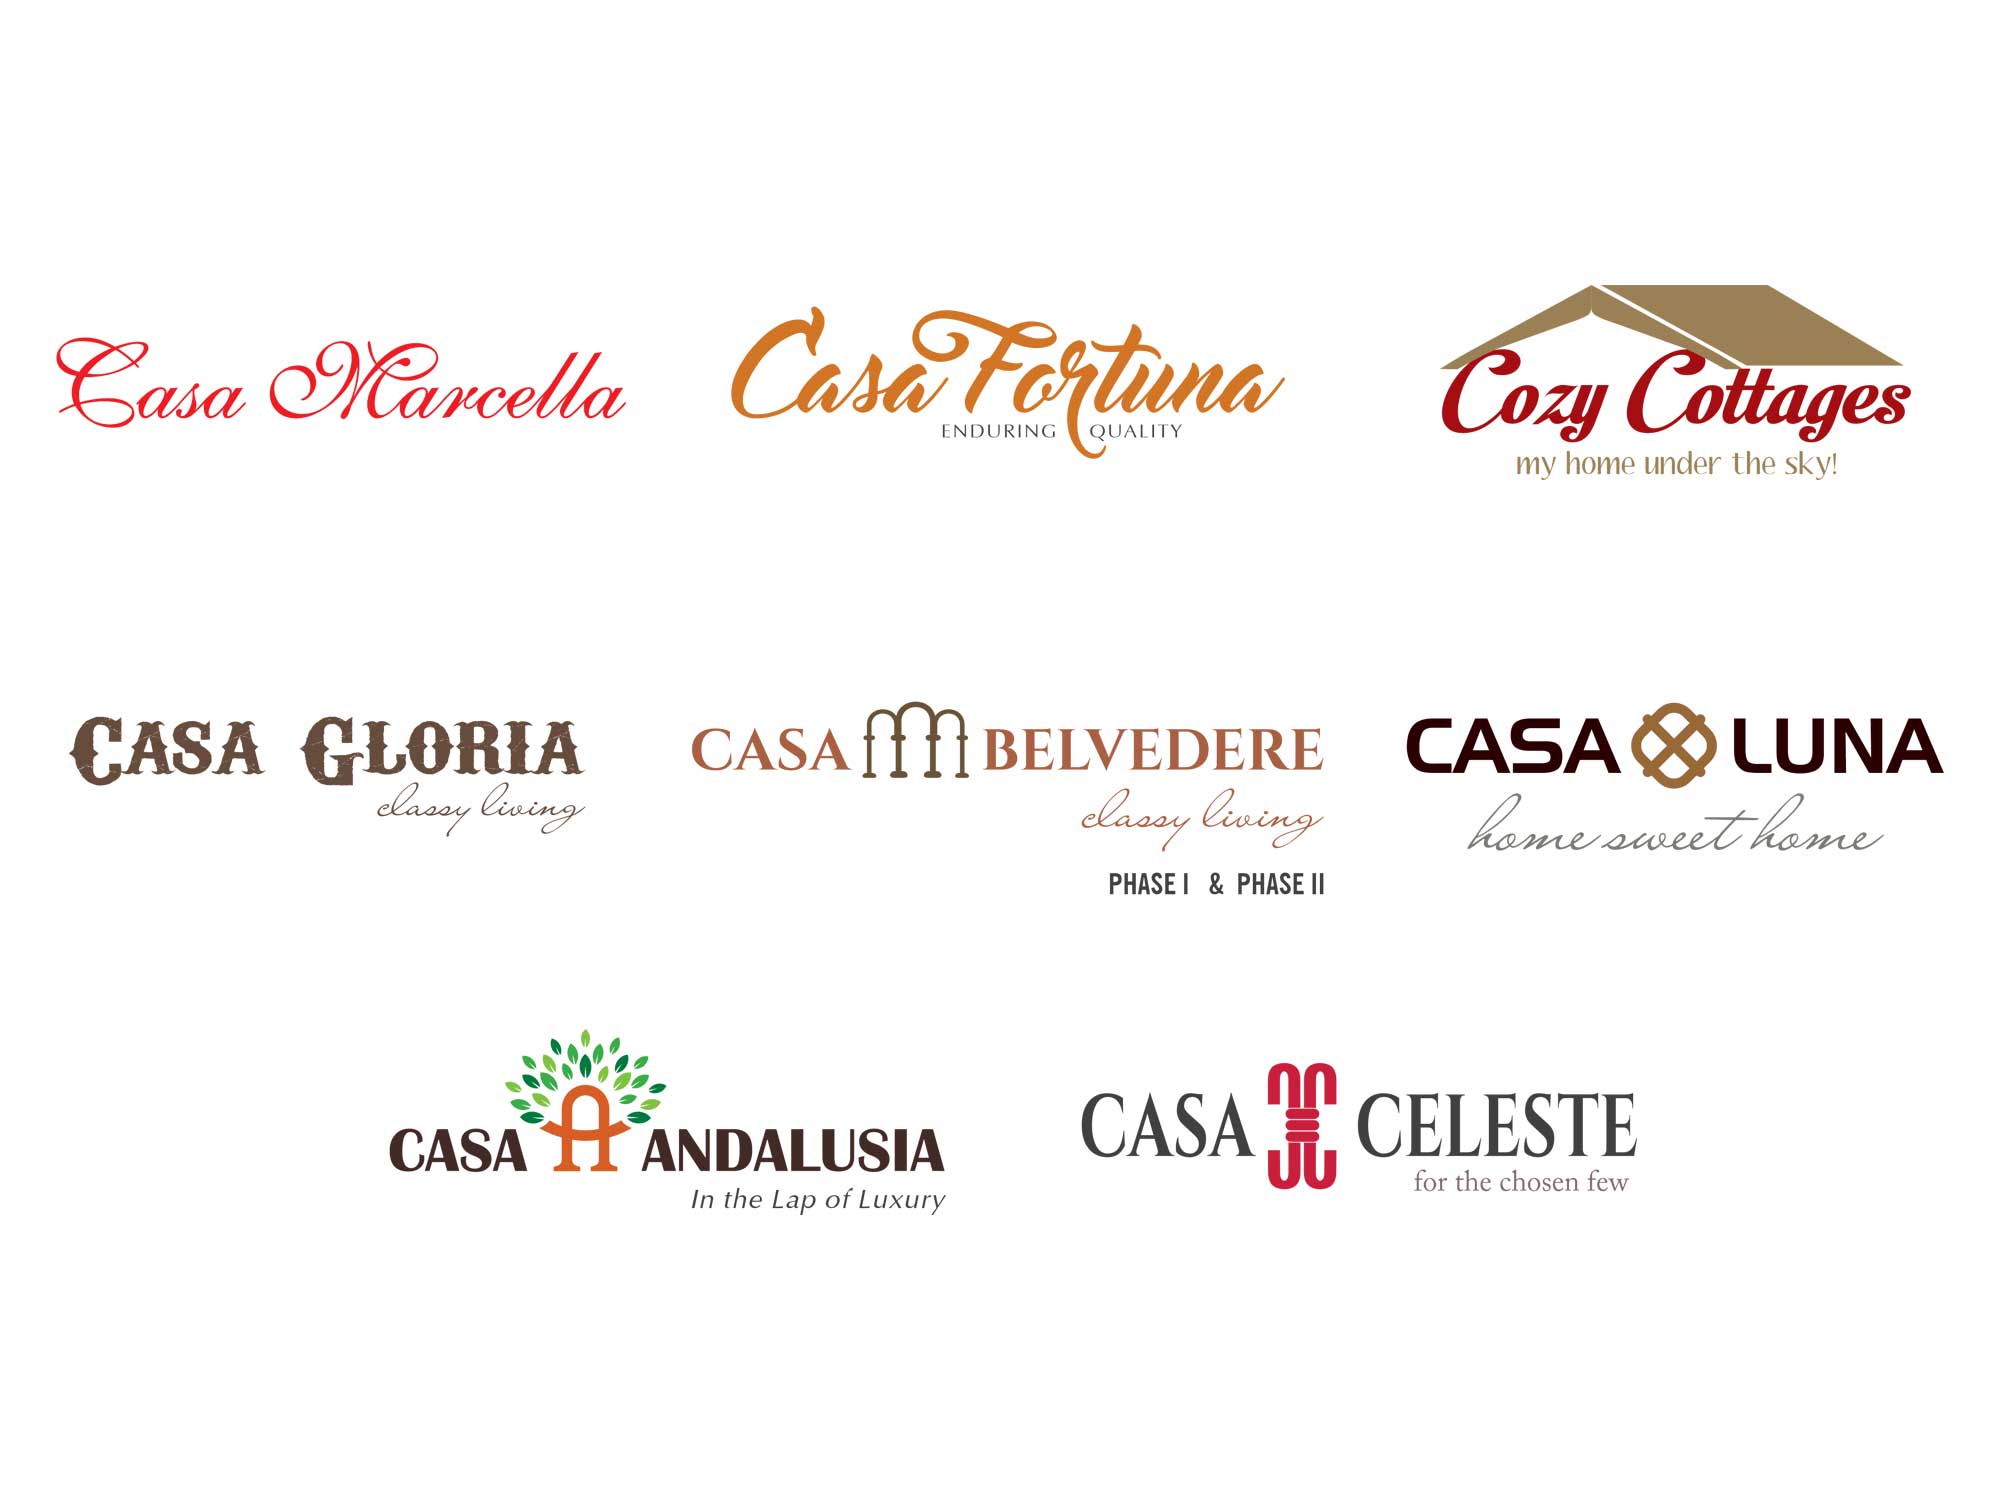 Casa Marcella
Casa Fortuna
ENDURING QUALITY
Cozy Cottages
my home under the sky!
CASA GLORIA
classy living
CASA BELVEDERE
classy living
PHASE I & PHASE II
CASA LUNA
home sweet home
CASA ANDALUSIA
In the Lap of Luxury
CASA CELESTE
for the chosen few